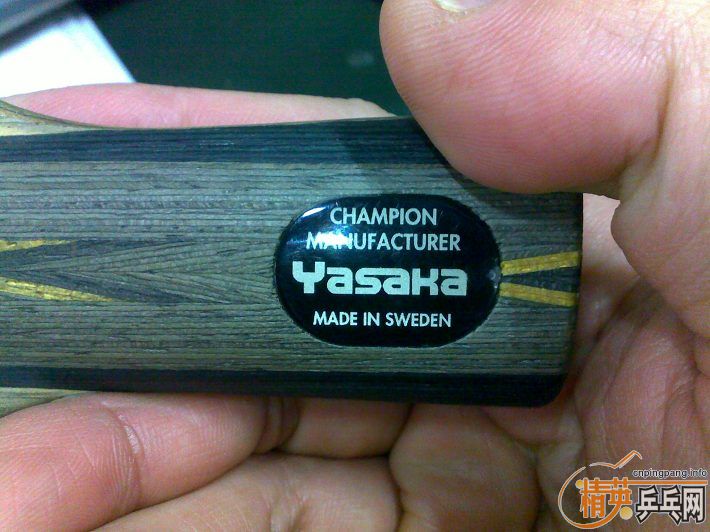 CHAMPION
MANUFACTURER
Yasaka
MADE IN SWEDEN
cnpingpang.info
精英乒乓网